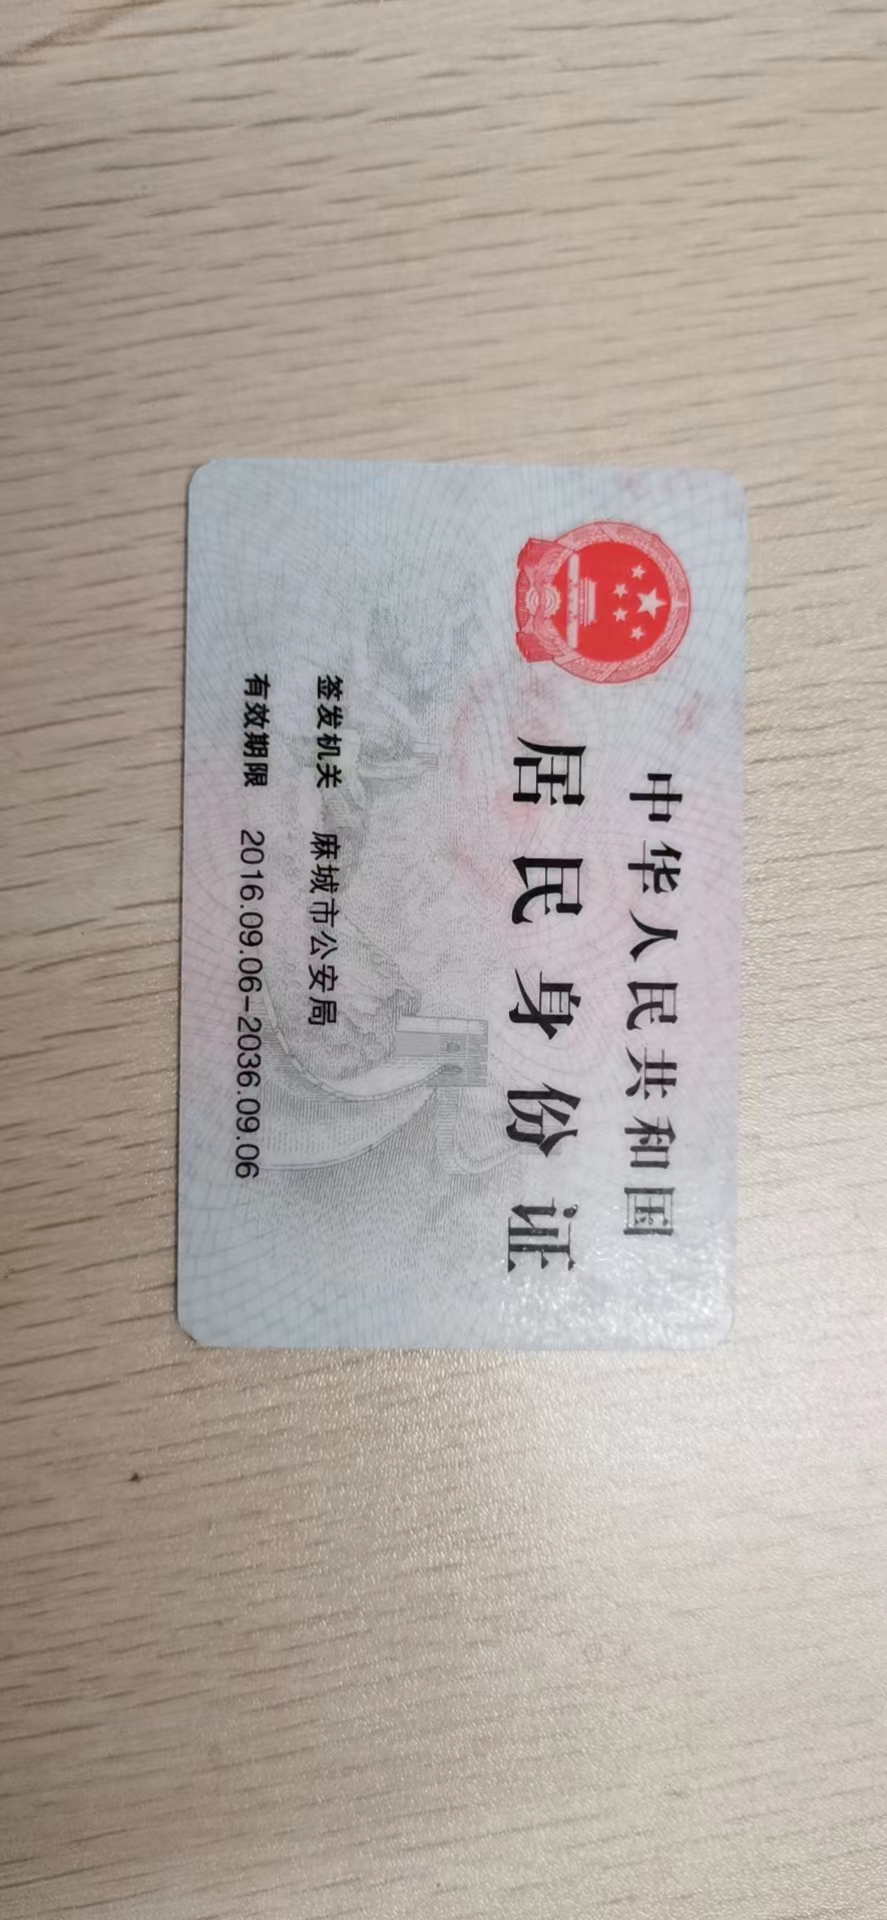 中华人民共和国
居民身份证
签发机关 麻城市公安局
有效期限 2016.09.06-2036.09.06